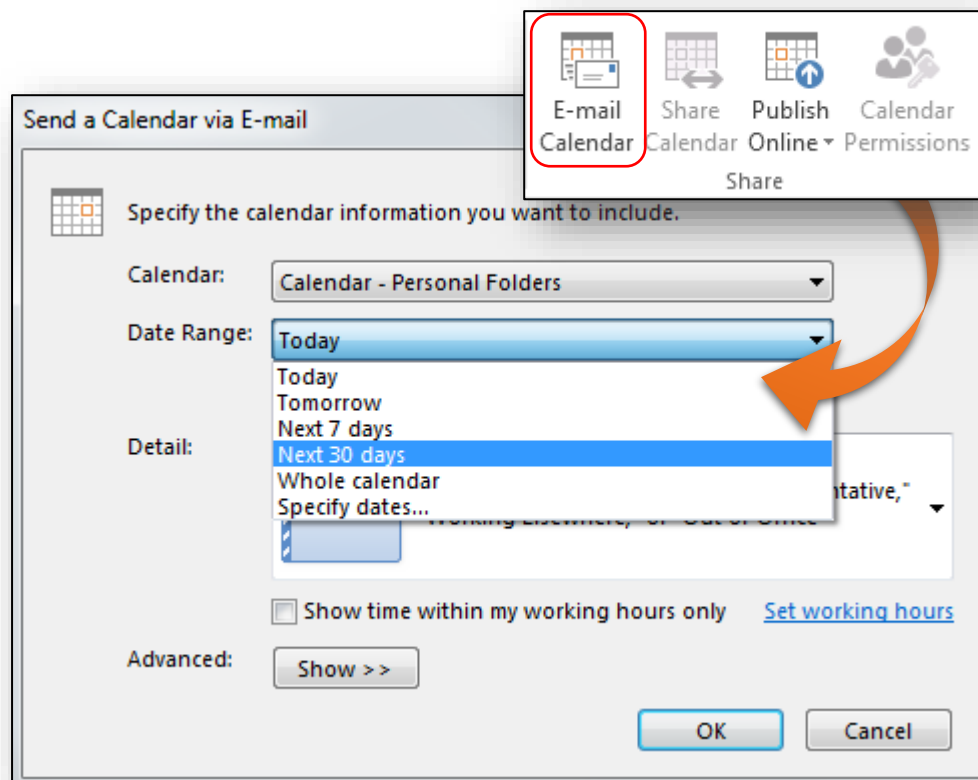 E-mail Calendar
Share Calendar
Publish Online
Calendar Permissions
Share
Send a Calendar via E-mail
Specify the calendar information you want to include.
Calendar: Calendar - Personal Folders
Date Range: Today
Today
Tomorrow
Next 7 days
Next 30 days
Whole calendar
Specify dates...
Detail:
Show time within my working hours only Set working hours
Advanced: Show >>
OK Cancel